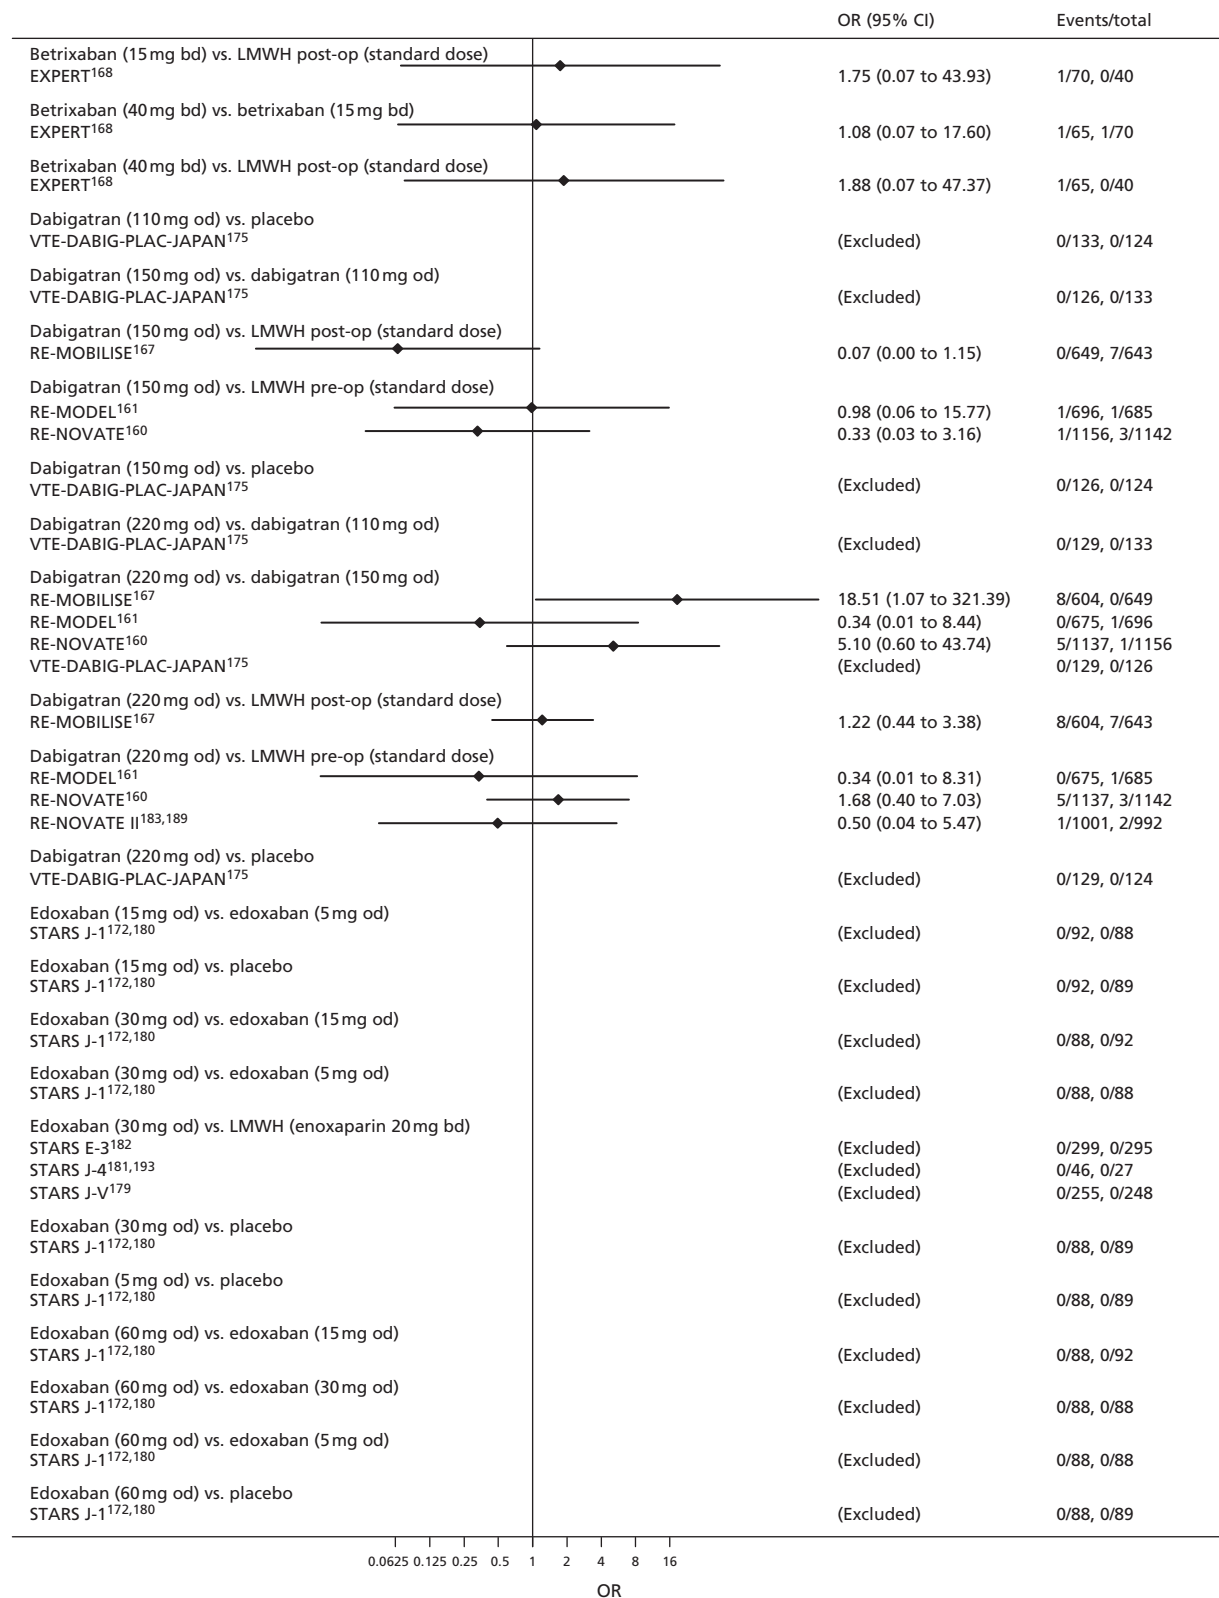 OR (95% CI) Events/total
Betrixaban (15 mg bd) vs. LMWH post-op (standard dose)
EXPERT168 1.75 (0.07 to 43.93) 1/70, 0/40
Betrixaban (40 mg bd) vs. betrixaban (15 mg bd)
EXPERT168 1.08 (0.07 to 17.60) 1/65, 1/70
Betrixaban (40 mg bd) vs. LMWH post-op (standard dose)
EXPERT168 1.88 (0.07 to 47.37) 1/65, 0/40
Dabigatran (110 mg od) vs. placebo
VTE-DABIG-PLAC-JAPAN175 (Excluded) 0/133, 0/124
Dabigatran (150 mg od) vs. dabigatran (110 mg od)
VTE-DABIG-PLAC-JAPAN175 (Excluded) 0/126, 0/133
Dabigatran (150 mg od) vs. LMWH post-op (standard dose)
RE-MOBILISE167 0.07 (0.00 to 1.15) 0/649, 7/643
Dabigatran (150 mg od) vs. LMWH pre-op (standard dose)
RE-MODEL161 0.98 (0.06 to 15.77) 1/696, 1/685
RE-NOVATE160 0.33 (0.03 to 3.16) 1/1156, 3/1142
Dabigatran (150 mg od) vs. placebo
VTE-DABIG-PLAC-JAPAN175 (Excluded) 0/126, 0/124
Dabigatran (220 mg od) vs. dabigatran (110 mg od)
VTE-DABIG-PLAC-JAPAN175 (Excluded) 0/129, 0/133
Dabigatran (220 mg od) vs. dabigatran (150 mg od)
RE-MOBILISE167 18.51 (1.07 to 321.39) 8/604, 0/649
RE-MODEL161 0.34 (0.01 to 8.44) 0/675, 1/696
RE-NOVATE160 5.10 (0.60 to 43.74) 5/1137, 1/1156
VTE-DABIG-PLAC-JAPAN175 (Excluded) 0/129, 0/126
Dabigatran (220 mg od) vs. LMWH post-op (standard dose)
RE-MOBILISE167 1.22 (0.44 to 3.38) 8/604, 7/643
Dabigatran (220 mg od) vs. LMWH pre-op (standard dose)
RE-MODEL161 0.34 (0.01 to 8.31) 0/675, 1/685
RE-NOVATE160 1.68 (0.40 to 7.03) 5/1137, 3/1142
RE-NOVATE II183,189 0.50 (0.04 to 5.47) 1/1001, 2/992
Dabigatran (220 mg od) vs. placebo
VTE-DABIG-PLAC-JAPAN175 (Excluded) 0/129, 0/124
Edoxaban (15 mg od) vs. edoxaban (5 mg od)
STARS J-1172,180 (Excluded) 0/92, 0/88
Edoxaban (15 mg od) vs. placebo
STARS J-1172,180 (Excluded) 0/92, 0/89
Edoxaban (30 mg od) vs. edoxaban (15 mg od)
STARS J-1172,180 (Excluded) 0/88, 0/92
Edoxaban (30 mg od) vs. edoxaban (5 mg od)
STARS J-1172,180 (Excluded) 0/88, 0/88
Edoxaban (30 mg od) vs. LMWH (enoxaparin 20 mg bd)
STARS E-3182 (Excluded) 0/299, 0/295
STARS J-4181,193 (Excluded) 0/46, 0/27
STARS J-V179 (Excluded) 0/255, 0/248
Edoxaban (30 mg od) vs. placebo
STARS J-1172,180 (Excluded) 0/88, 0/89
Edoxaban (5 mg od) vs. placebo
STARS J-1172,180 (Excluded) 0/88, 0/89
Edoxaban (60 mg od) vs. edoxaban (15 mg od)
STARS J-1172,180 (Excluded) 0/88, 0/92
Edoxaban (60 mg od) vs. edoxaban (30 mg od)
STARS J-1172,180 (Excluded) 0/88, 0/88
Edoxaban (60 mg od) vs. edoxaban (5 mg od)
STARS J-1172,180 (Excluded) 0/88, 0/88
Edoxaban (60 mg od) vs. placebo
STARS J-1172,180 (Excluded) 0/88, 0/89
0.0625 0.125 0.25 0.5 1 2 4 8 16
OR